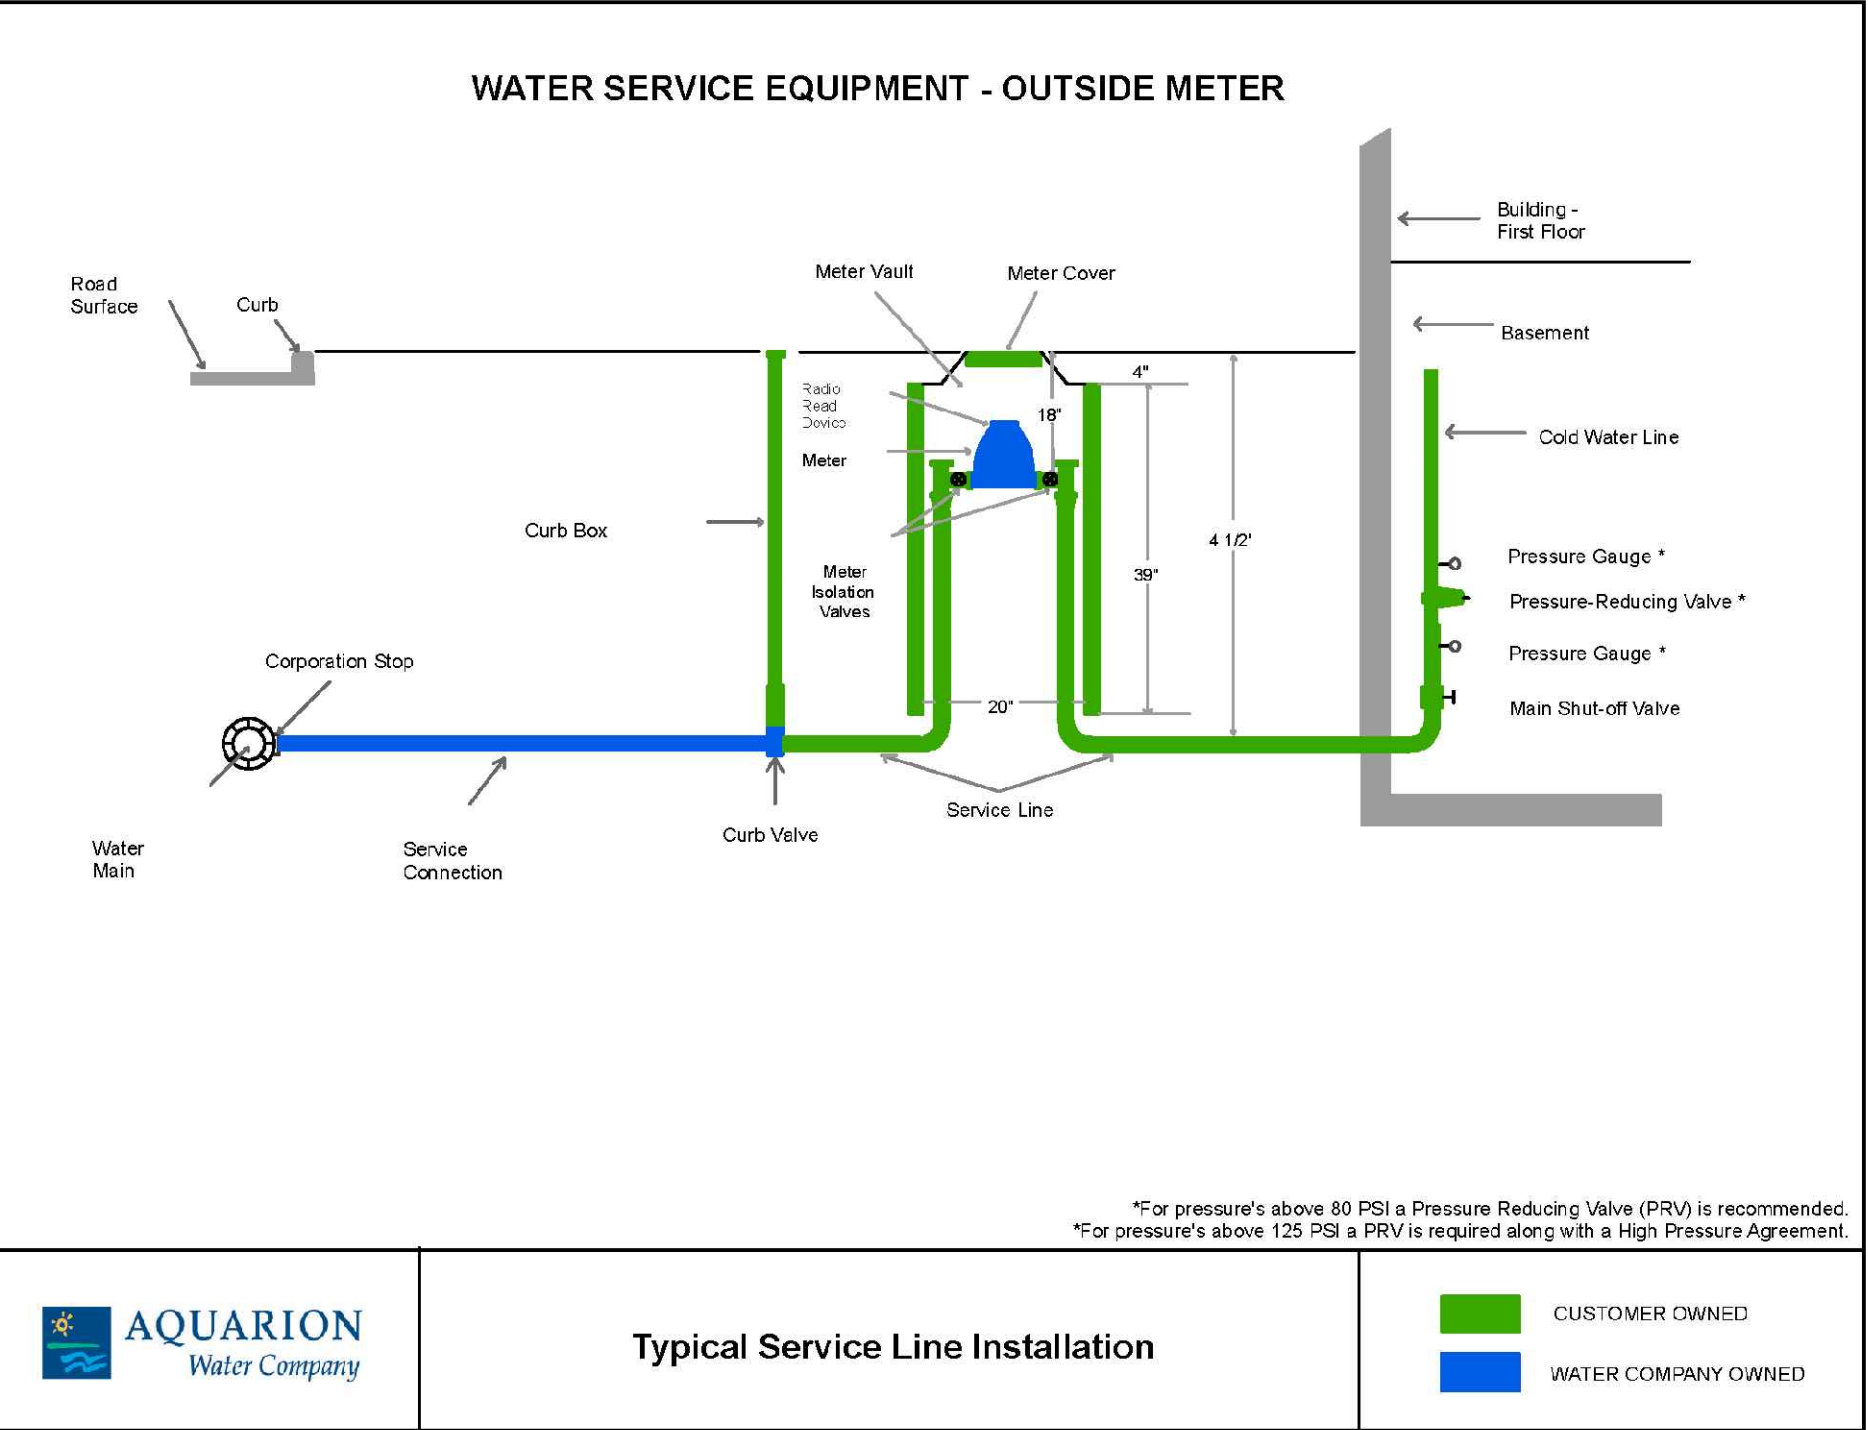 WATER SERVICE EQUIPMENT - OUTSIDE METER
Building -
First Floor
Road
Surface
Curb
Meter Vault
Meter Cover
Basement
4"
Radio
Read
Device
18"
Meter
Cold Water Line
Curb Box
4 1/2'
39"
Meter
Isolation
Valves
Pressure Gauge *
Pressure-Reducing Valve *
Pressure Gauge *
Main Shut-off Valve
Corporation Stop
20"
Service Line
Curb Valve
Water
Main
Service
Connection
*For pressure's above 80 PSI a Pressure Reducing Valve (PRV) is recommended.
*For pressure's above 125 PSI a PRV is required along with a High Pressure Agreement.
AQUARION
Water Company
Typical Service Line Installation
CUSTOMER OWNED
WATER COMPANY OWNED